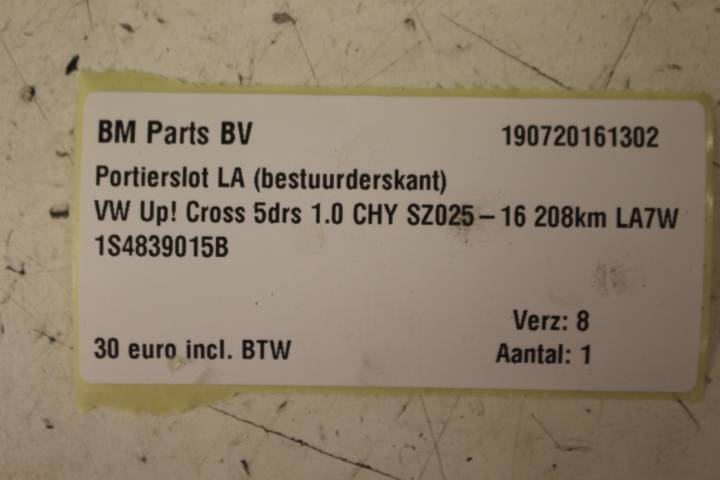 BM Parts BV 190720161302
Portierslot LA (bestuurderskant)
VW Up! Cross 5drs 1.0 CHY SZ025-16 208km LA7W
1S4839015B
Verz: 8
30 euro incl. BTW Aantal: 1